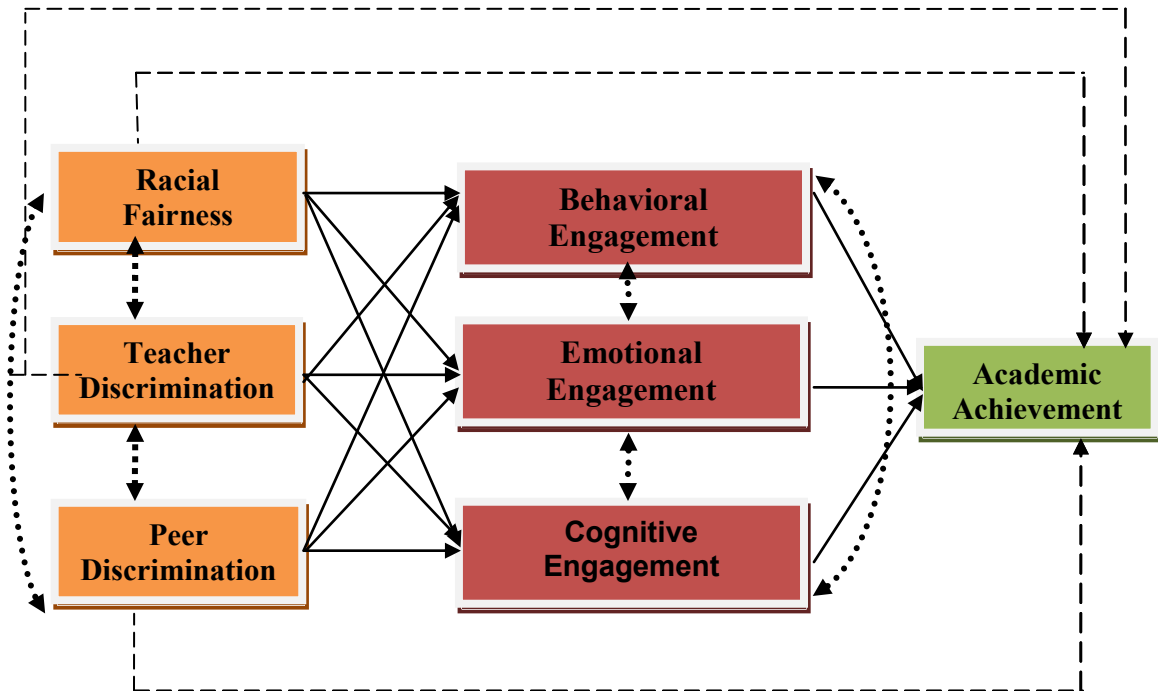 Racial
Fairness
Behavioral
Engagement
Teacher
Discrimination
Emotional
Engagement
Academic
Achievement
Peer
Discrimination
Cognitive
Engagement